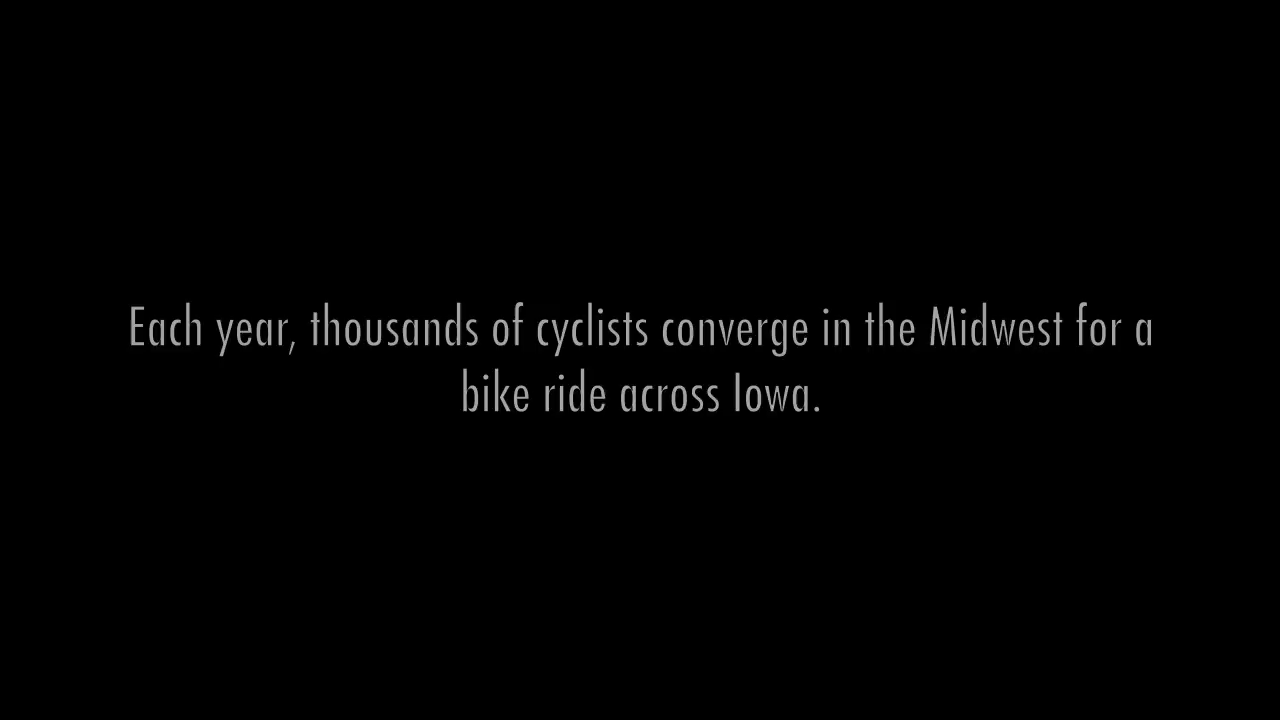 Each year, thousands of cyclists converge in the Midwest for a
bike ride across Iowa.